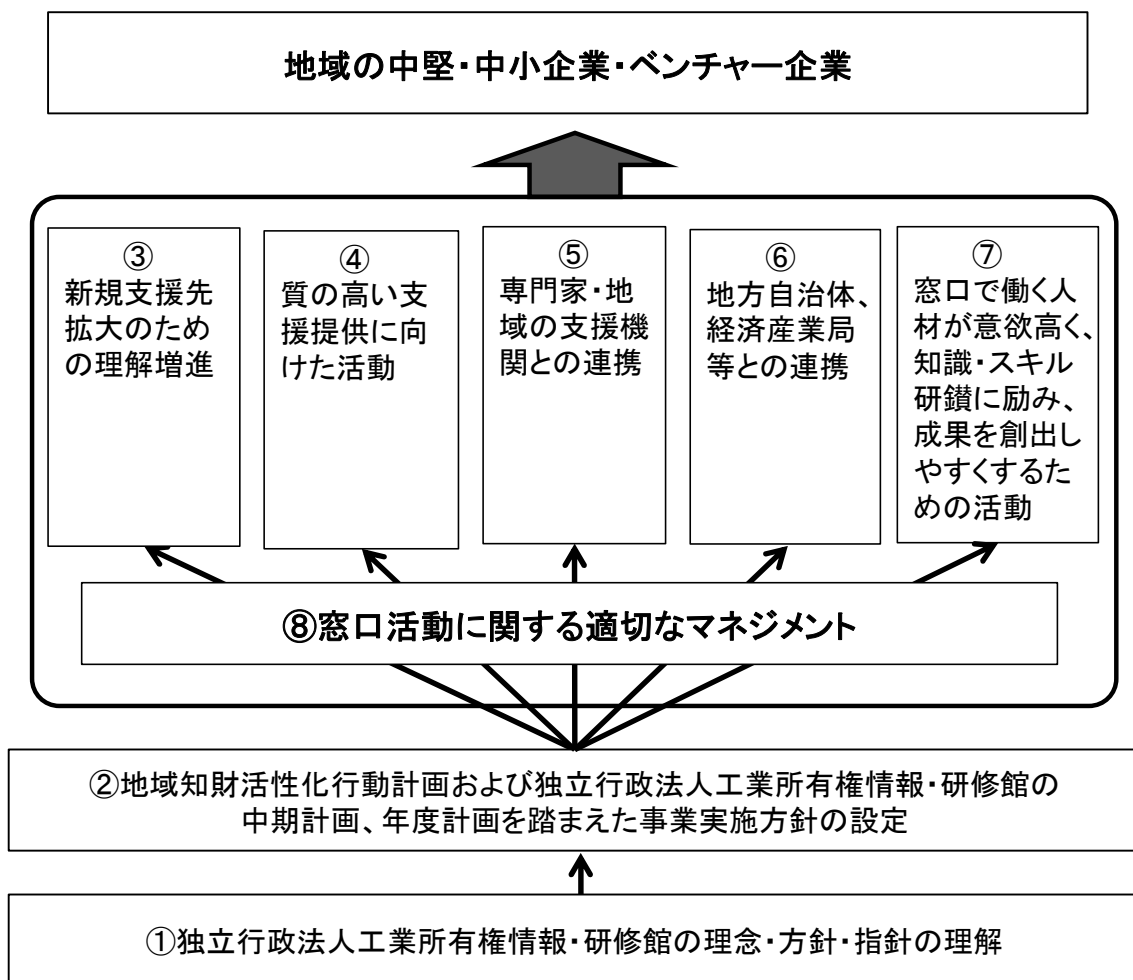 地域の中堅・中小企業・ベンチャー企業
③
新規支援先
拡大のため
の理解増進
④
質の高い支
援提供に向
けた活動
⑤
専門家・地
域の支援機
関との連携
⑥
地方自治体、
経済産業局
等との連携
⑦
窓口で働く人
材が意欲高く、
知識・スキル
研鑚に励み、
成果を創出し
やすくするた
めの活動
⑧窓口活動に関する適切なマネジメント
②地域知財活性化行動計画および独立行政法人工業所有権情報・研修館の
中期計画、年度計画を踏まえた事業実施方針の設定
①独立行政法人工業所有権情報・研修館の理念・方針・指針の理解